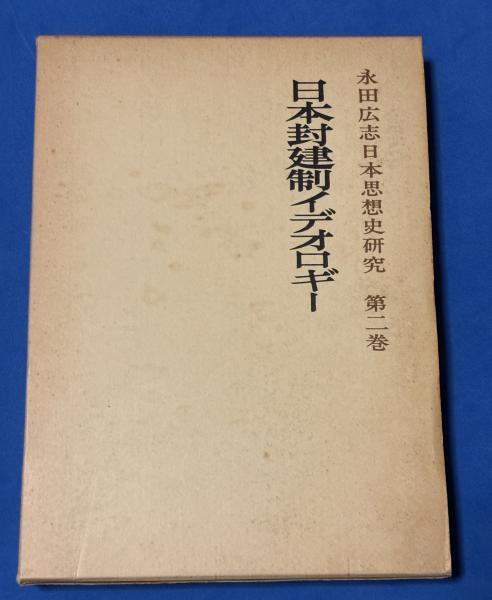 永田広志日本思想史研究 第二巻
日本封建制イデオロギー